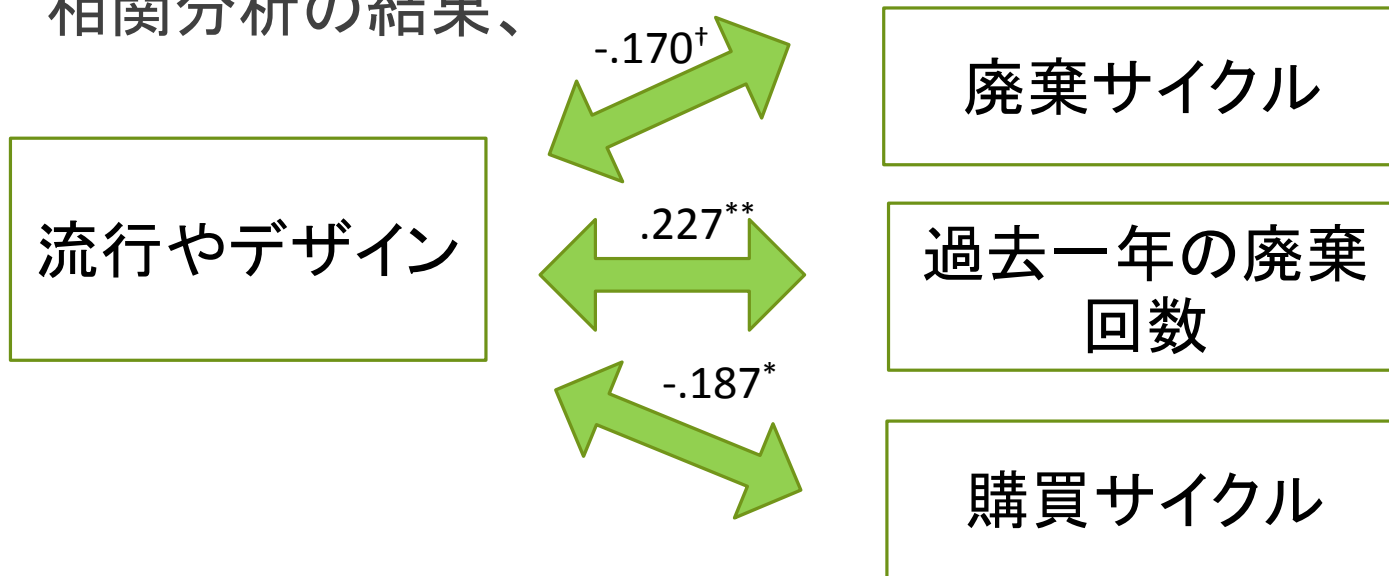 相関分析の結果、
-.170†
廃棄サイクル
流行やデザイン
.227**
過去一年の廃棄
回数
-.187*
購買サイクル